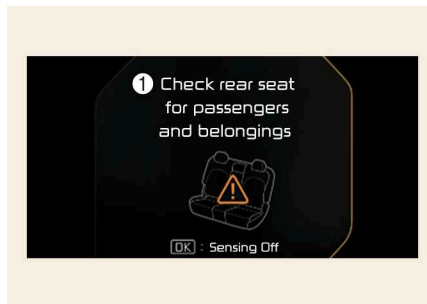 ① Check rear seat
for passengers
and belongings
OK : Sensing Off